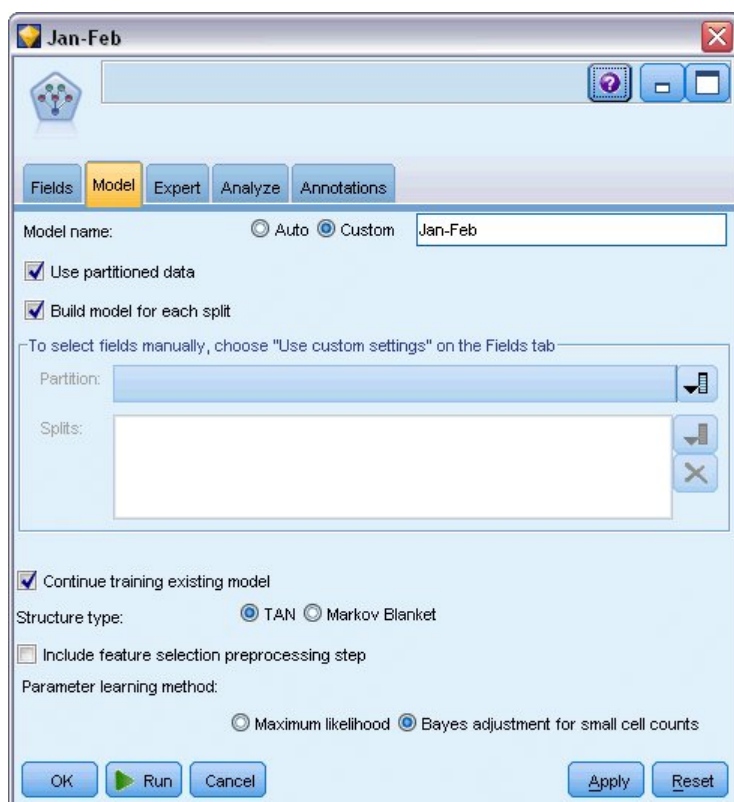 Jan-Feb
Fields Model Expert Analyze Annotations
Model name: Auto Custom Jan-Feb
Use partitioned data
Build model for each split
To select fields manually, choose "Use custom settings" on the Fields tab
Partition:
Splits:
Continue training existing model
Structure type: TAN Markov Blanket
Include feature selection preprocessing step
Parameter learning method:
Maximum likelihood Bayes adjustment for small cell counts
OK Run Cancel Apply Reset